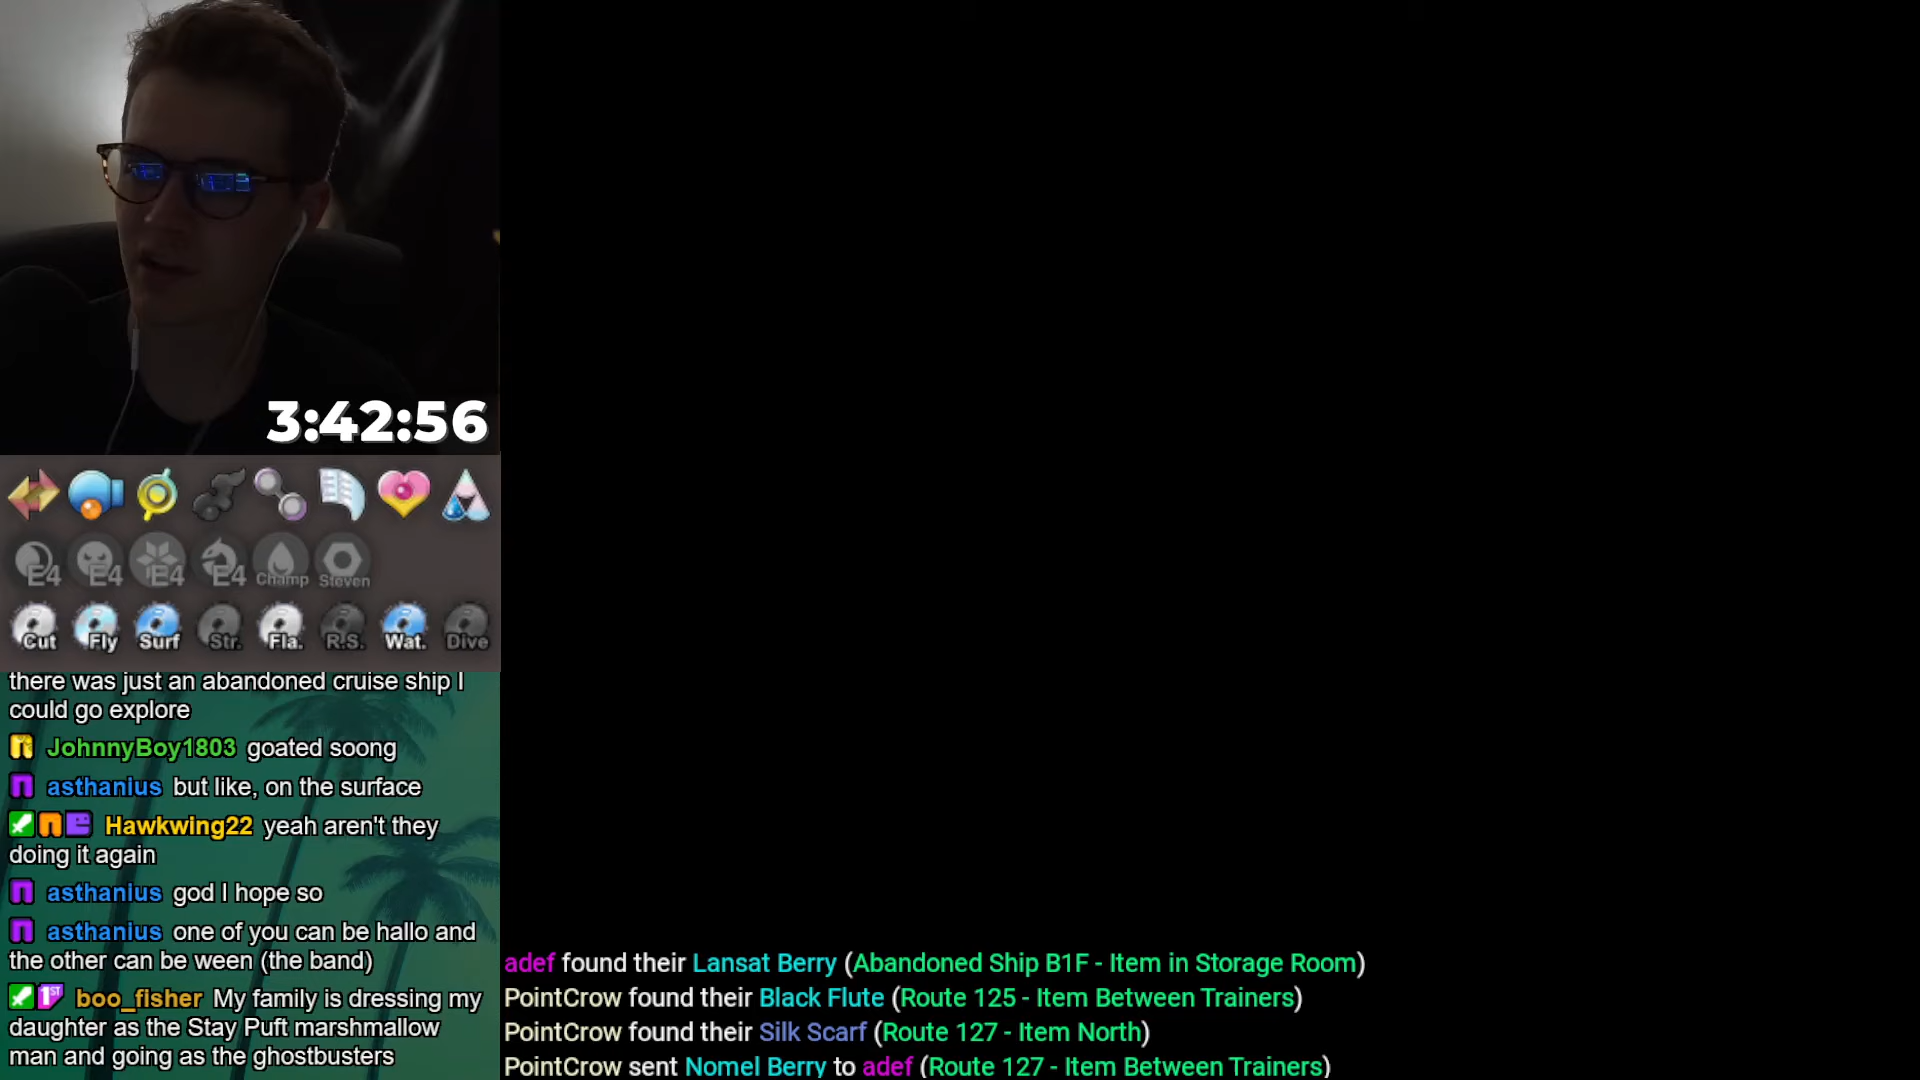 3:42:56
E4 E4 E4 E4 Champ Steven
Cut Fly Surf Str. Fla. R.S. Wat. Dive
there was just an abandoned cruise ship I
could go explore
JohnnyBoy1803 goated soong
asthanius but like, on the surface
Hawkwing22 yeah aren't they
doing it again
asthanius god I hope so
asthanius one of you can be hallo and
the other can be ween (the band)
1ST boo_fisher My family is dressing my
daughter as the Stay Puft marshmallow
man and going as the ghostbusters
adef found their Lansat Berry (Abandoned Ship B1F - Item in Storage Room)
PointCrow found their Black Flute (Route 125 - Item Between Trainers)
PointCrow found their Silk Scarf (Route 127 - Item North)
PointCrow sent Nomel Berry to adef (Route 127 - Item Between Trainers)